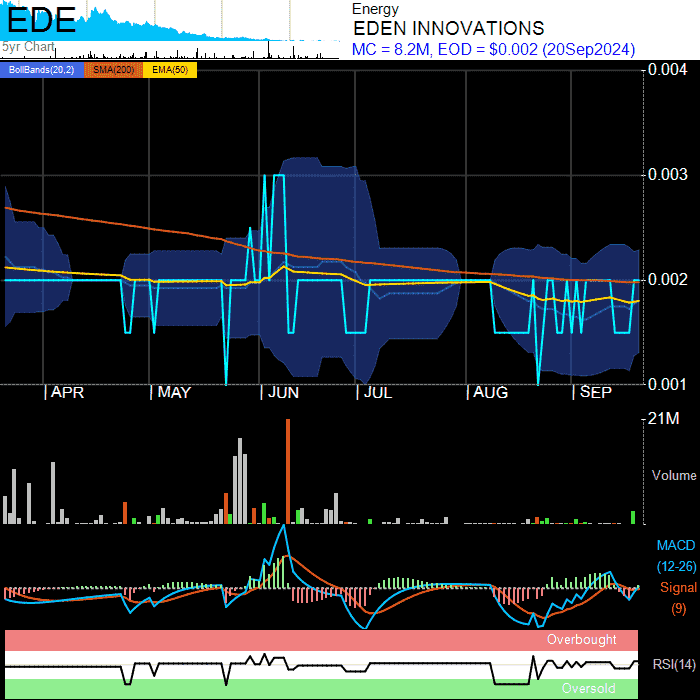 EDE
5yr Chart
Energy
EDEN INNOVATIONS
MC = 8.2M, EOD = $0.002 (20Sep2024)
BollBands(20,2) SMA(200) EMA(50)
0.004
0.003
0.002
0.001
APR MAY JUN JUL AUG SEP
21M
Volume
MACD
(12-26)
Signal
(9)
Overbought
RSI(14)
Oversold